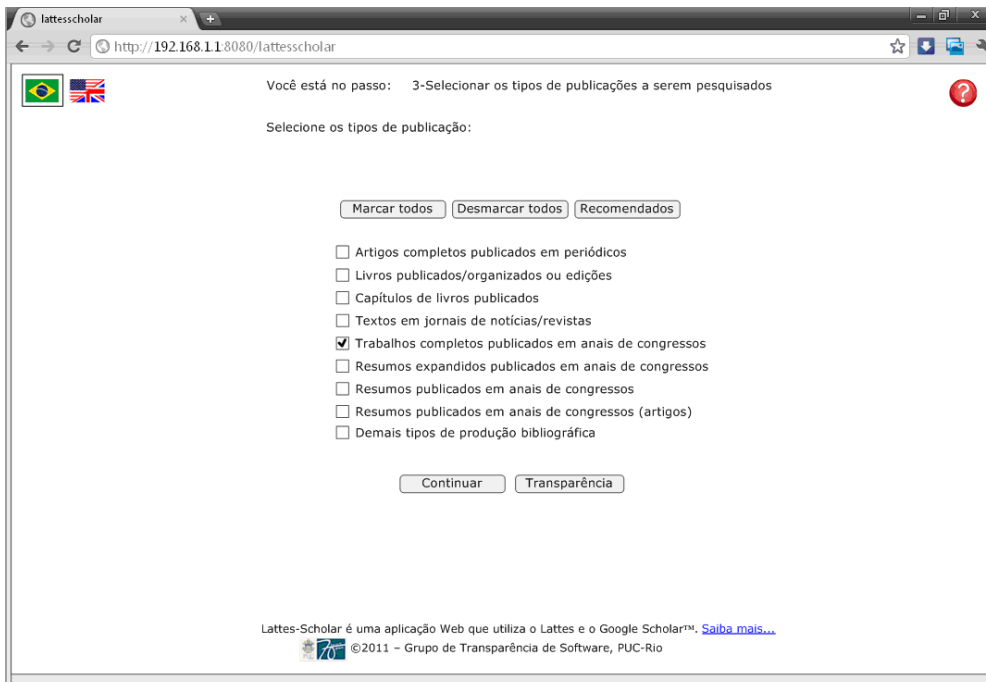 lattesscholar
http://192.168.1.1:8080/lattesscholar
Você está no passo: 3-Selecionar os tipos de publicações a serem pesquisados
?
Selecione os tipos de publicação:
Marcar todos Desmarcar todos Recomendados
Artigos completos publicados em periódicos
Livros publicados/organizados ou edições
Capítulos de livros publicados
Textos em jornais de notícias/revistas
Trabalhos completos publicados em anais de congressos
Resumos expandidos publicados em anais de congressos
Resumos publicados em anais de congressos
Resumos publicados em anais de congressos (artigos)
Demais tipos de produção bibliográfica
Continuar Transparência
Lattes-Scholar é uma aplicação Web que utiliza o Lattes e o Google Scholar™. Saiba mais...
©2011 – Grupo de Transparência de Software, PUC-Rio